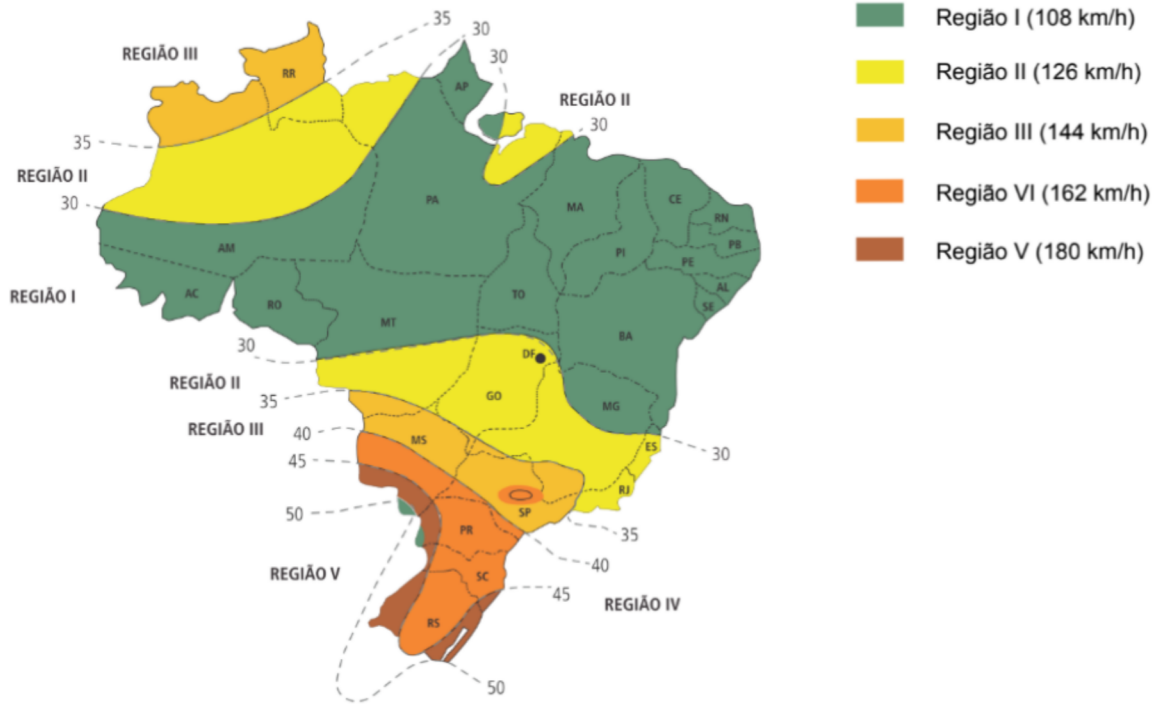 35
30
30
REGIÃO III
RR
AP
REGIÃO II
30
35
REGIÃO II
30
PA
MA
CE
RN
PB
PI
PE
AL
SE
AM
AC
RO
TO
MT
BA
REGIÃO I
30
DF
REGIÃO II
35
GO
MG
REGIÃO III
40
MS
ES
30
45
RJ
50
SP
35
PR
40
REGIÃO V
SC
45
REGIÃO IV
RS
50
Região I (108 km/h)
Região II (126 km/h)
Região III (144 km/h)
Região VI (162 km/h)
Região V (180 km/h)